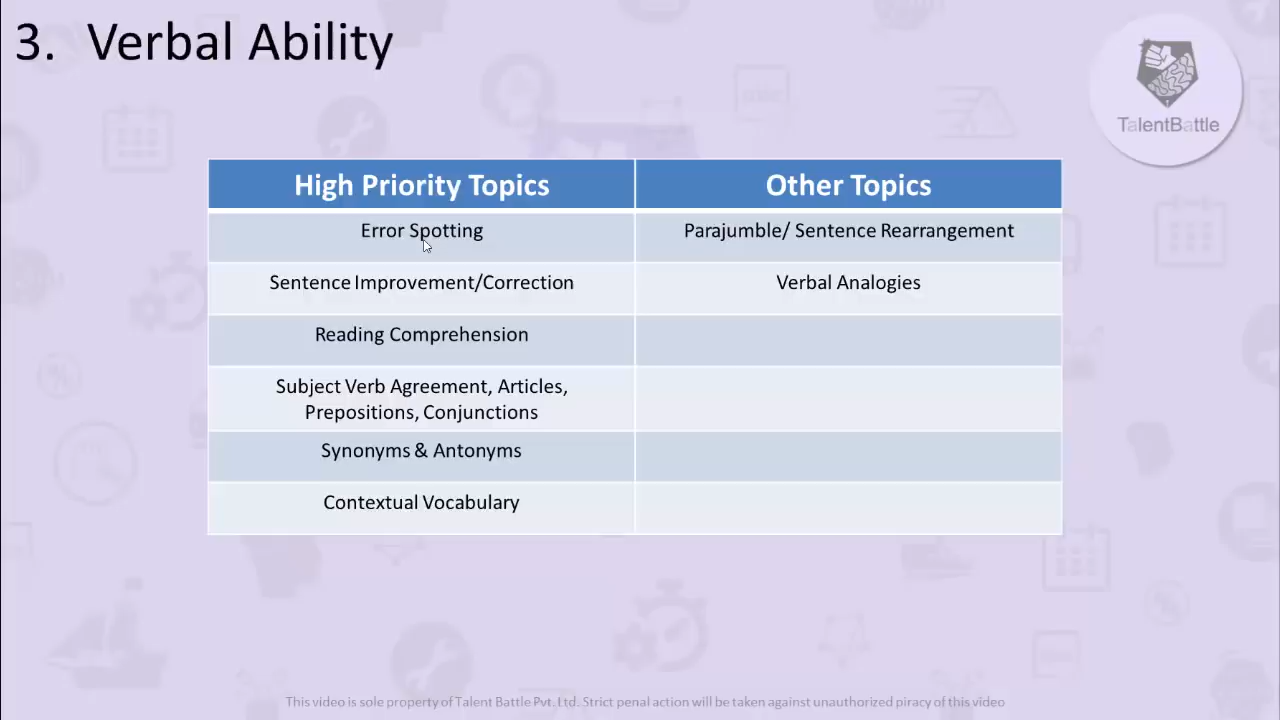 3. Verbal Ability
TalentBattle
High Priority Topics
Other Topics
Error Spotting
Parajumble/ Sentence Rearrangement
Sentence Improvement/Correction
Verbal Analogies
Reading Comprehension
Subject Verb Agreement, Articles,
Prepositions, Conjunctions
Synonyms & Antonyms
Contextual Vocabulary
This video is sole property of Talent Battle Pvt. Ltd. Strict penal action will be taken against unauthorized piracy of this video